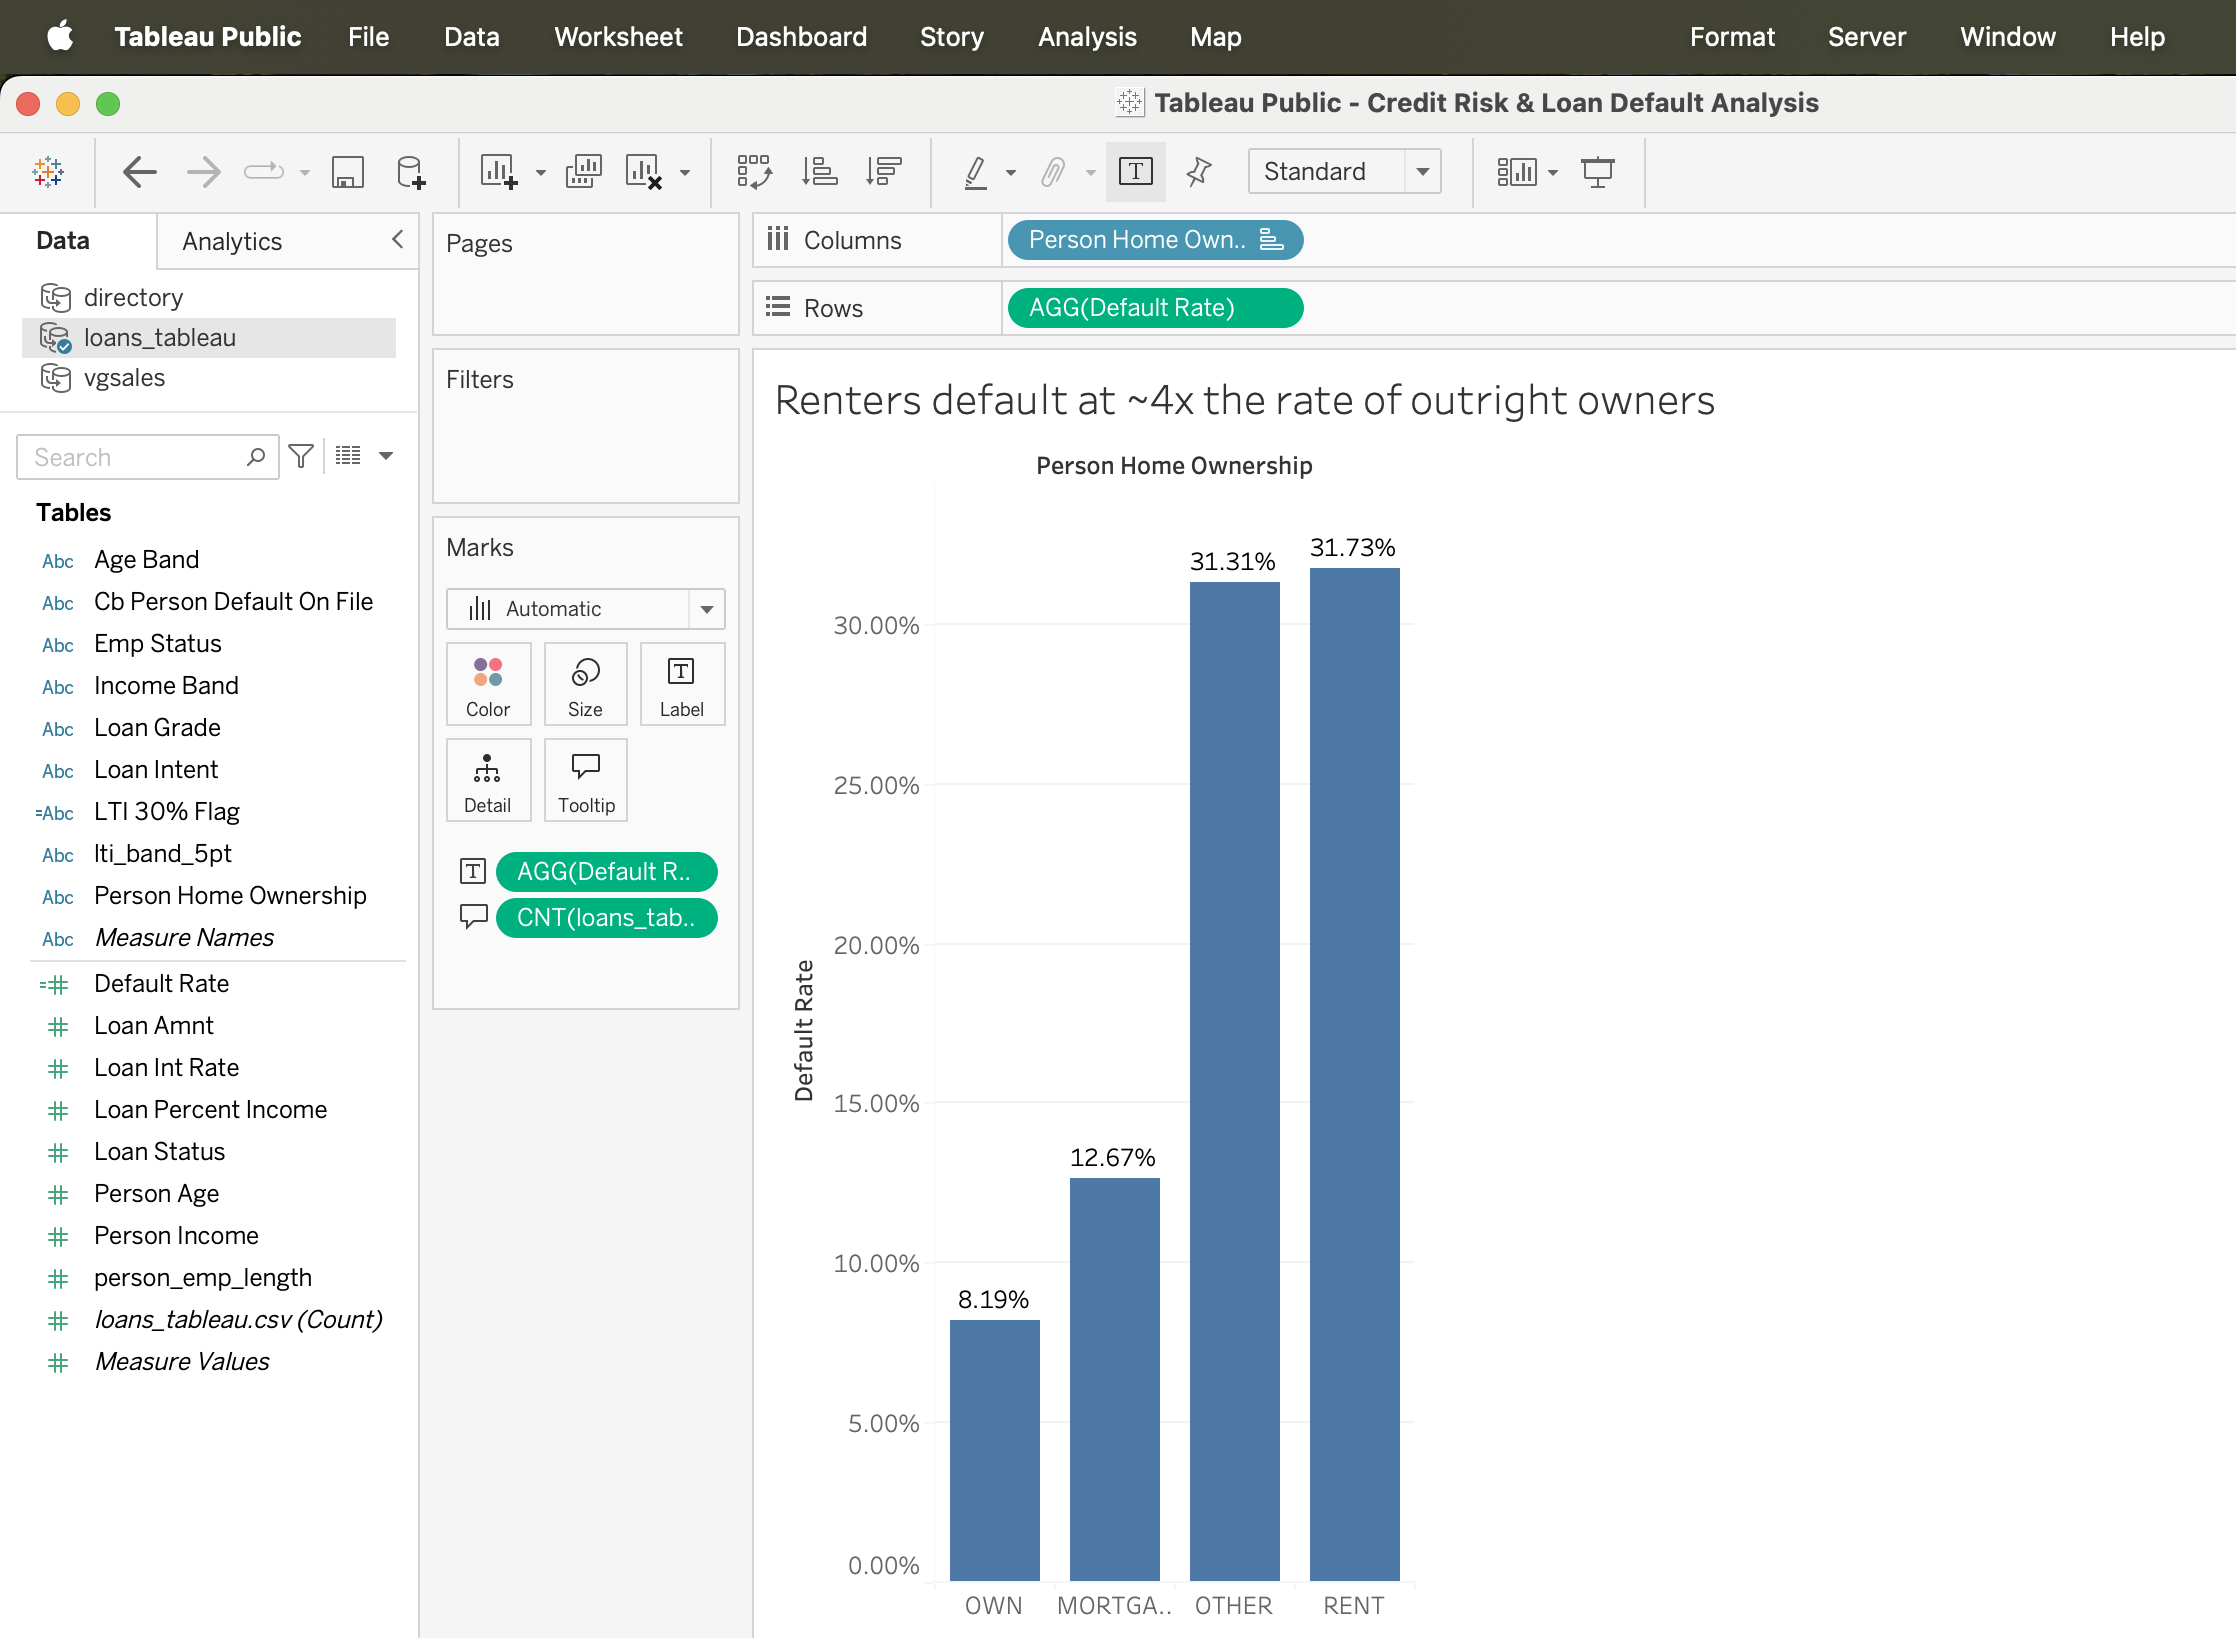 Tableau Public File Data Worksheet Dashboard Story Analysis Map Format Server Window Help
Tableau Public - Credit Risk & Loan Default Analysis
Standard
Data
Analytics
directory
loans_tableau
vgsales
Search
Tables
Abc Age Band
Abc Cb Person Default On File
Abc Emp Status
Abc Income Band
Abc Loan Grade
Abc Loan Intent
=Abc LTI 30% Flag
Abc lti_band_5pt
Abc Person Home Ownership
Abc Measure Names
=# Default Rate
# Loan Amnt
# Loan Int Rate
# Loan Percent Income
# Loan Status
# Person Age
# Person Income
# person_emp_length
# loans_tableau.csv (Count)
# Measure Values
Pages
Filters
Marks
Automatic
Color
Size
T
Label
Detail
Tooltip
T AGG(Default R..
CNT(loans_tab..
Columns
Person Home Own..
Rows
AGG(Default Rate)
Renters default at ~4x the rate of outright owners
Person Home Ownership
Default Rate
30.00%
25.00%
20.00%
15.00%
10.00%
5.00%
0.00%
8.19%
12.67%
31.31%
31.73%
OWN
MORTGA..
OTHER
RENT